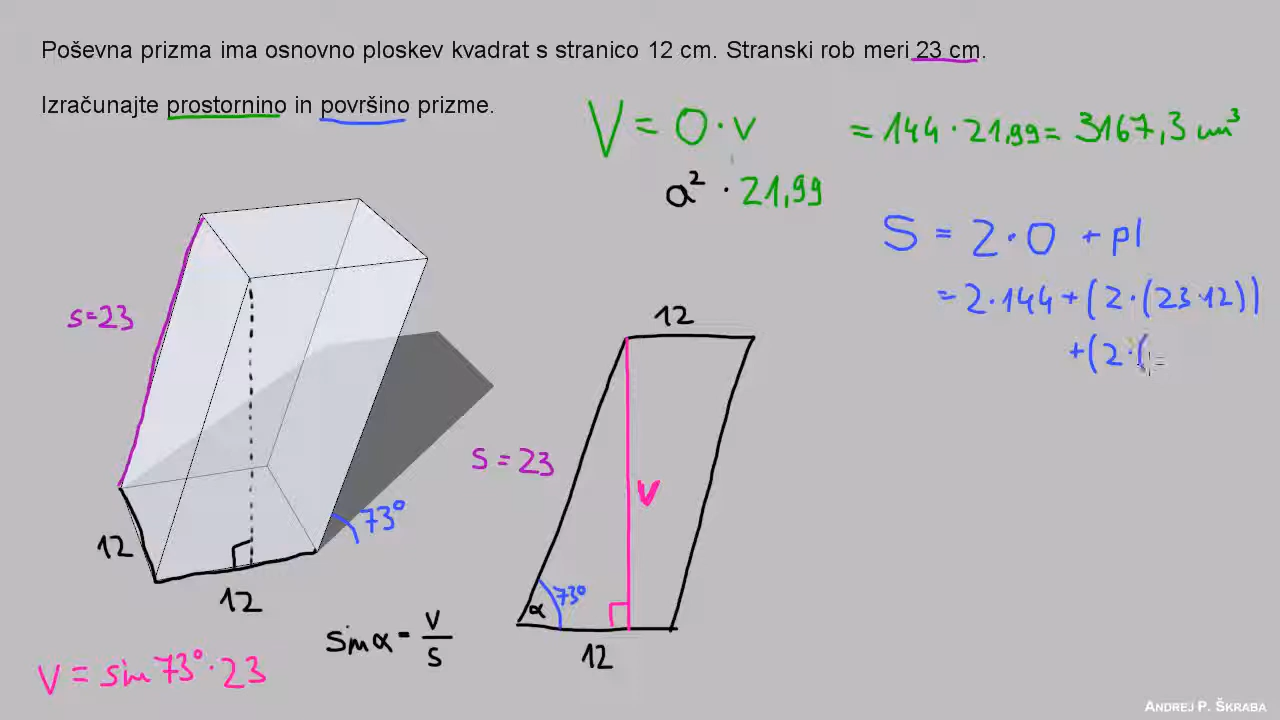 Poševna prizma ima osnovno ploskev kvadrat s stranico 12 cm. Stranski rob meri 23 cm.
Izračunajte prostornino in površino prizme.
V = O · v
a² · 21,99
= 144 · 21,99 = 3167,3 cm³
S = 2 · O + pl
= 2 · 144 + (2 · (23 · 12))
+ (2 · (
s = 23
12
12
73°
12
s = 23
v
α
73°
12
sin α = v/s
v = sin 73° · 23
ANDREJ P. ŠKRABA